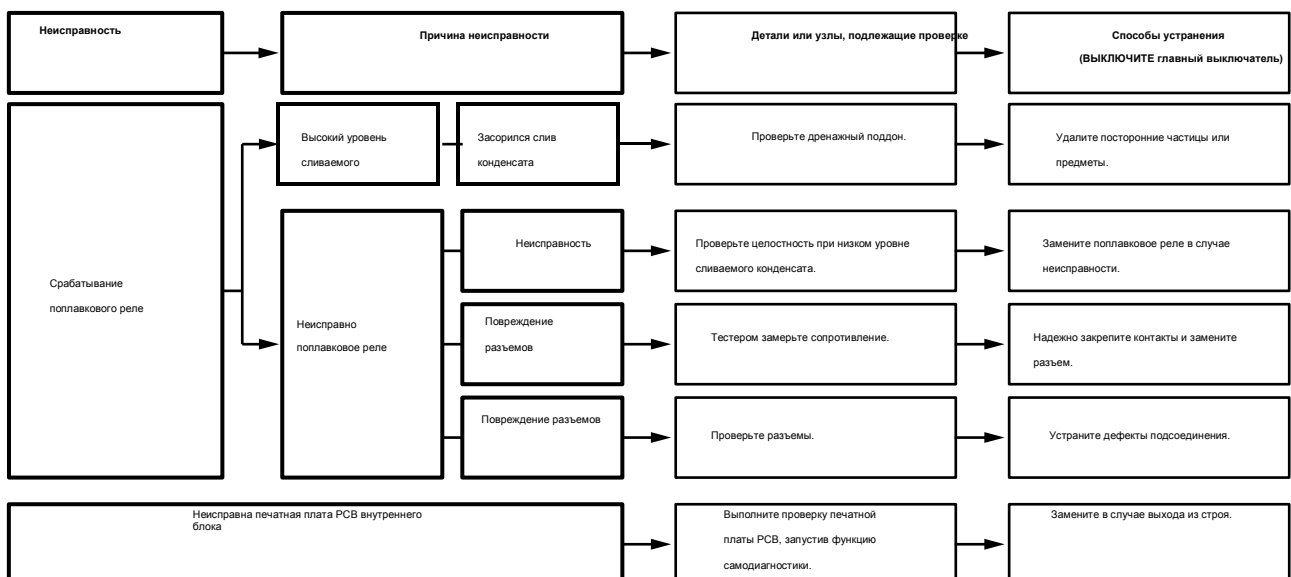 Неисправность
Причина неисправности
Детали или узлы, подлежащие проверке
Способы устранения
(ВЫКЛЮЧИТЕ главный выключатель)
Срабатывание
поплавкового реле
Высокий уровень
сливаемого
Засорился слив
конденсата
Проверьте дренажный поддон.
Удалите посторонние частицы или
предметы.
Неисправно
поплавковое реле
Неисправность
Проверьте целостность при низком уровне
сливаемого конденсата.
Замените поплавковое реле в случае
неисправности.
Повреждение
разъемов
Тестером замерьте сопротивление.
Надежно закрепите контакты и замените
разъем.
Повреждение разъемов
Проверьте разъемы.
Устраните дефекты подсоединения.
Неисправна печатная плата PCB внутреннего
блока
Выполните проверку печатной
платы PCB, запустив функцию
самодиагностики.
Замените в случае выхода из строя.